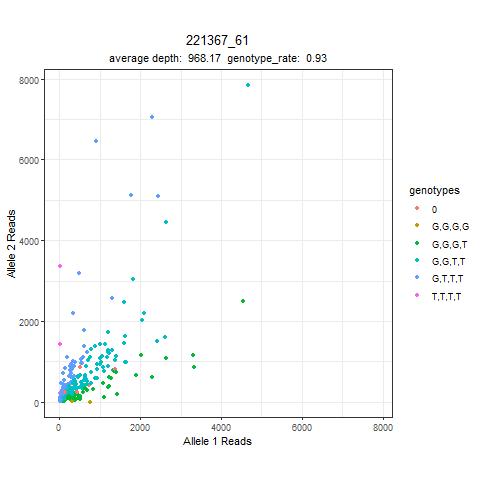 221367_61
average depth: 968.17 genotype_rate: 0.93
8000
6000
4000
2000
0
Allele 2 Reads
0
2000
4000
6000
8000
Allele 1 Reads
genotypes
0
G,G,G,G
G,G,G,T
G,G,T,T
G,T,T,T
T,T,T,T